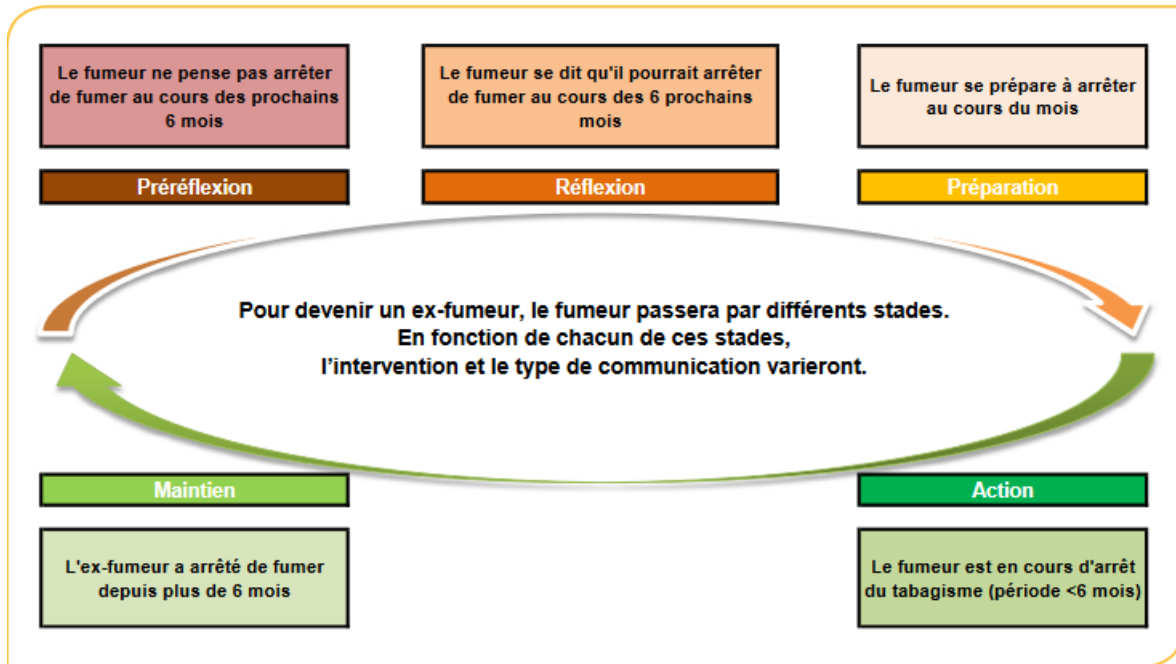 Le fumeur ne pense pas arrêter
de fumer au cours des prochains
6 mois
Préréflexion
Le fumeur se dit qu'il pourrait arrêter
de fumer au cours des 6 prochains
mois
Réflexion
Le fumeur se prépare à arrêter
au cours du mois
Préparation
Pour devenir un ex-fumeur, le fumeur passera par différents stades.
En fonction de chacun de ces stades,
l’intervention et le type de communication varieront.
Maintien
L'ex-fumeur a arrêté de fumer
depuis plus de 6 mois
Action
Le fumeur est en cours d'arrêt
du tabagisme (période <6 mois)